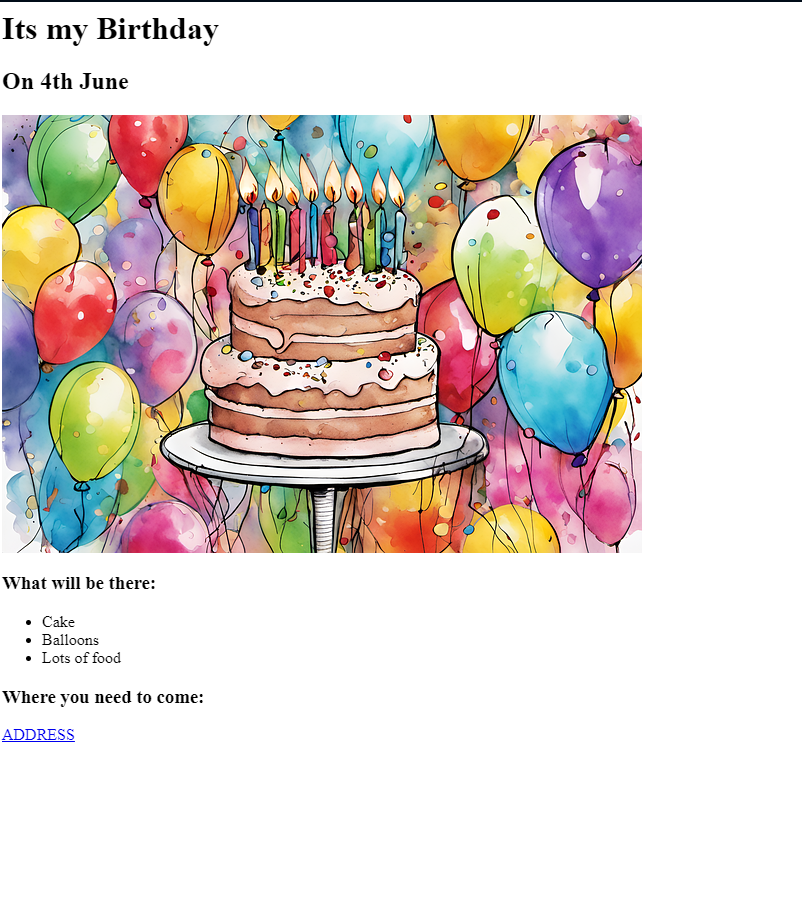 Its my Birthday
On 4th June
What will be there:
Cake
Balloons
Lots of food
Where you need to come:
ADDRESS